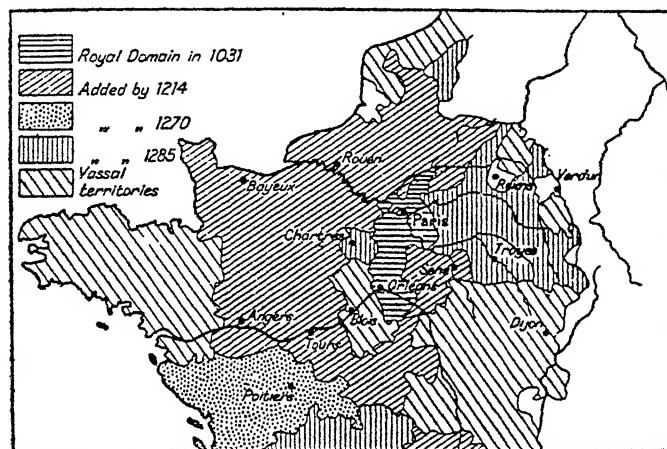 Royal Domain in 1031
Added by 1214
„ „ 1270
„ „ 1285
Vassal
territories
Rouen
Bayeux
Reims
Verdun
Paris
Chartres
Troyes
Sens
Orléans
Angers
Blois
Tours
Dijon
Poitiers